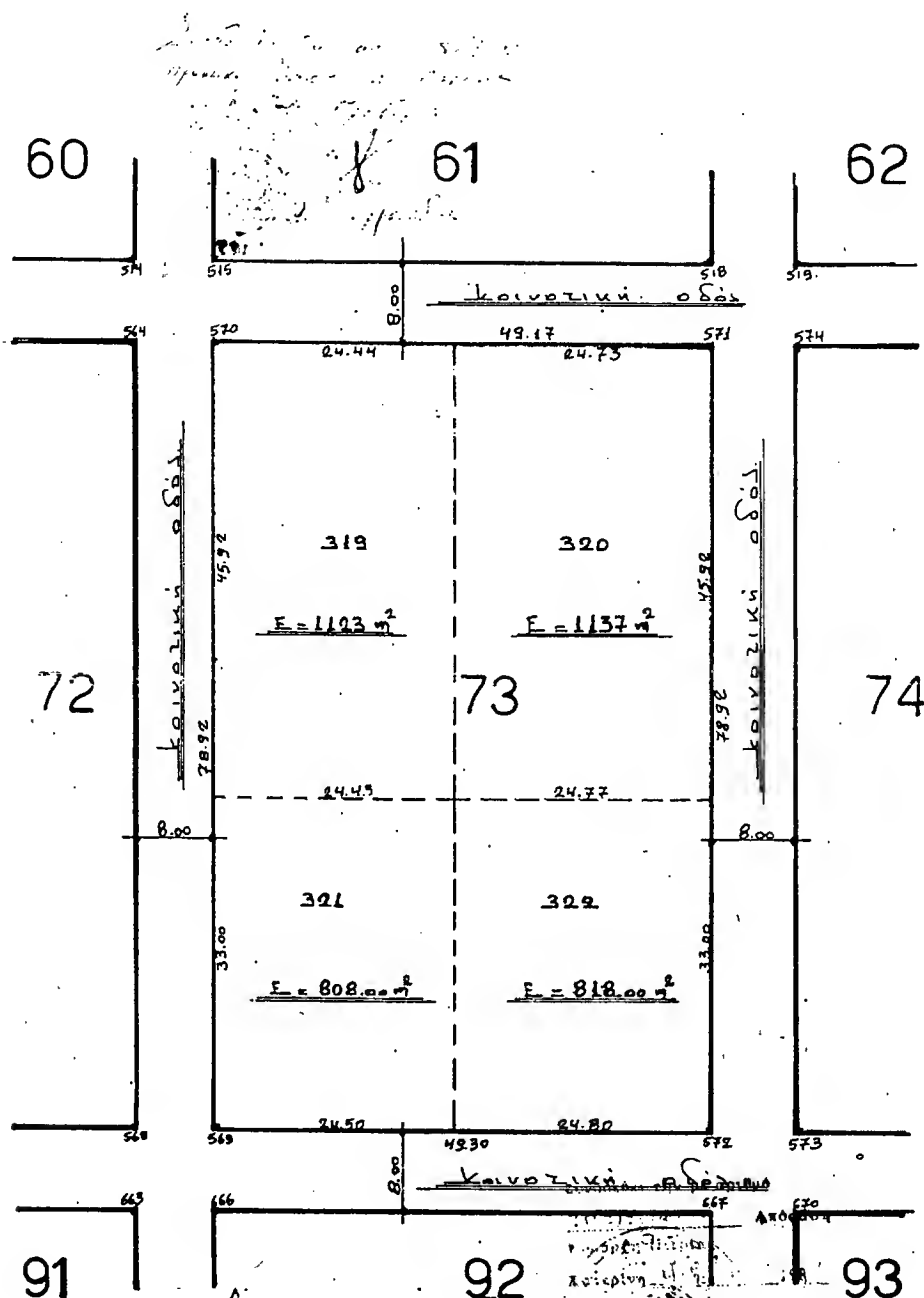 60 61 62
514 515 518 519.
8.00
κοινοτική οδός
564 570 49.17 571 574
24.44 24.73
κοινοτική οδός
κοινοτική οδός
45.92 45.92
319 320
E = 1123 m² E = 1137 m²
72 73 74
78.92 78.92
24.45 24.77
8.00 8.00
321 322
33.00 33.00
E = 808.00 m² E = 818.00 m²
24.50 24.80
568 569 49.30 572 573
8.00
κοινοτική
663 666 667 670
91 92 93